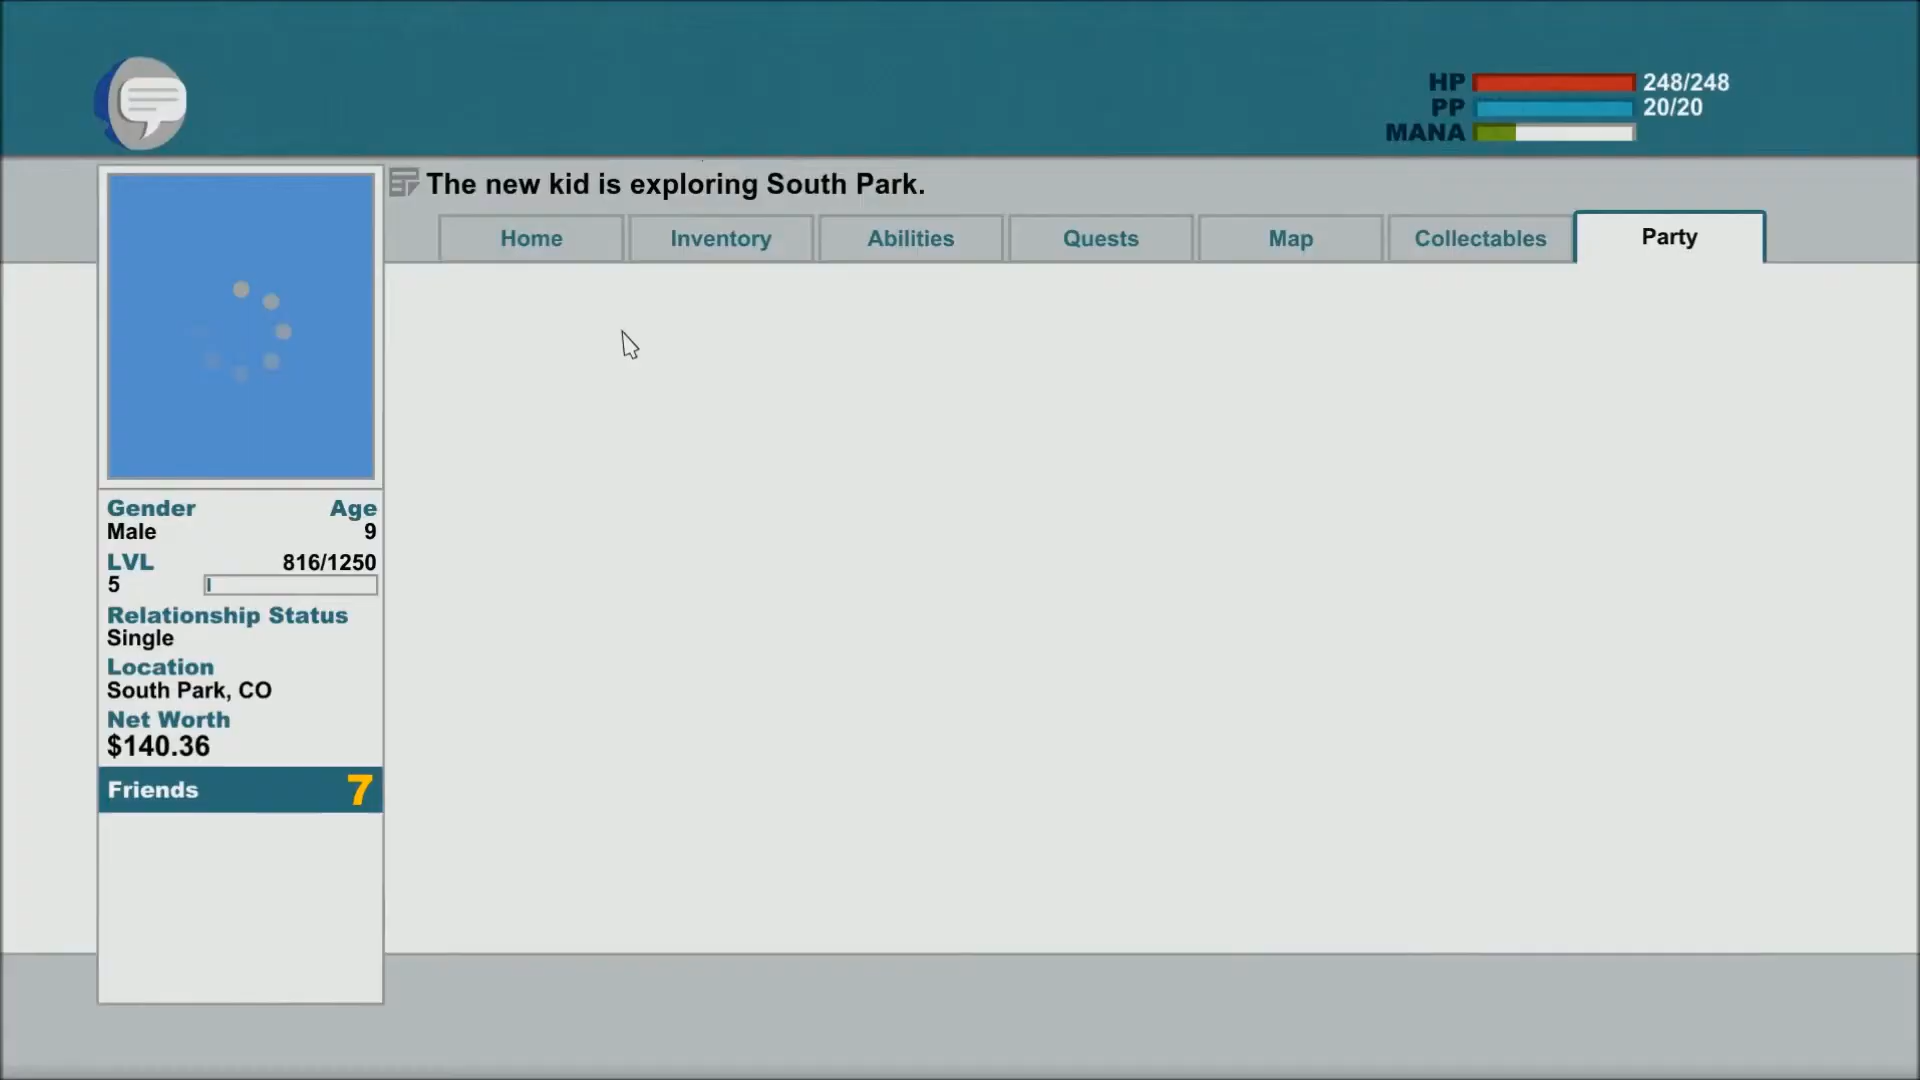 HP 248/248
PP 20/20
MANA
The new kid is exploring South Park.
Home Inventory Abilities Quests Map Collectables Party
Gender Age
Male 9
LVL 816/1250
5
Relationship Status
Single
Location
South Park, CO
Net Worth
$140.36
Friends 7